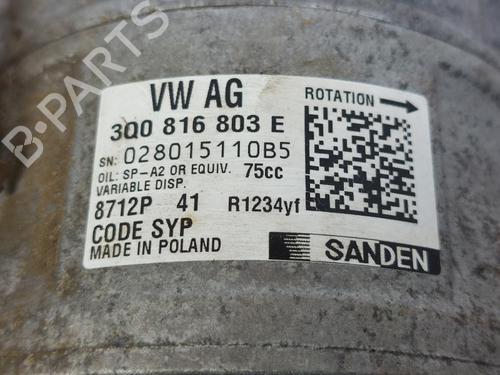 VW AG
ROTATION
3Q0 816 803 E
SN: 028015110B5
OIL: SP-A2 OR EQUIV. 75cc
VARIABLE DISP.
8712P 41 R1234yf
CODE SYP
MADE IN POLAND
SANDEN
B-PARTS